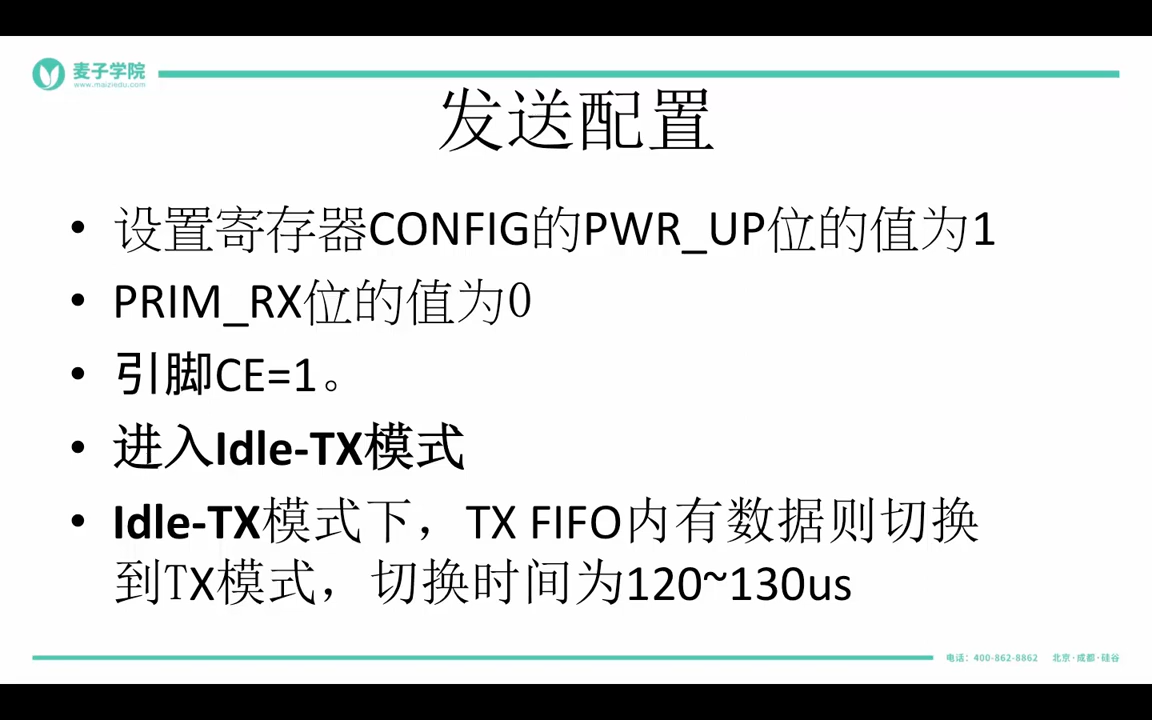 麦子学院
www.maiziedu.com
发送配置
• 设置寄存器CONFIG的PWR_UP位的值为1
• PRIM_RX位的值为0
• 引脚CE=1。
• 进入Idle-TX模式
• Idle-TX模式下，TX FIFO内有数据则切换
到TX模式，切换时间为120~130us
电话：400-862-8862 北京·成都·硅谷